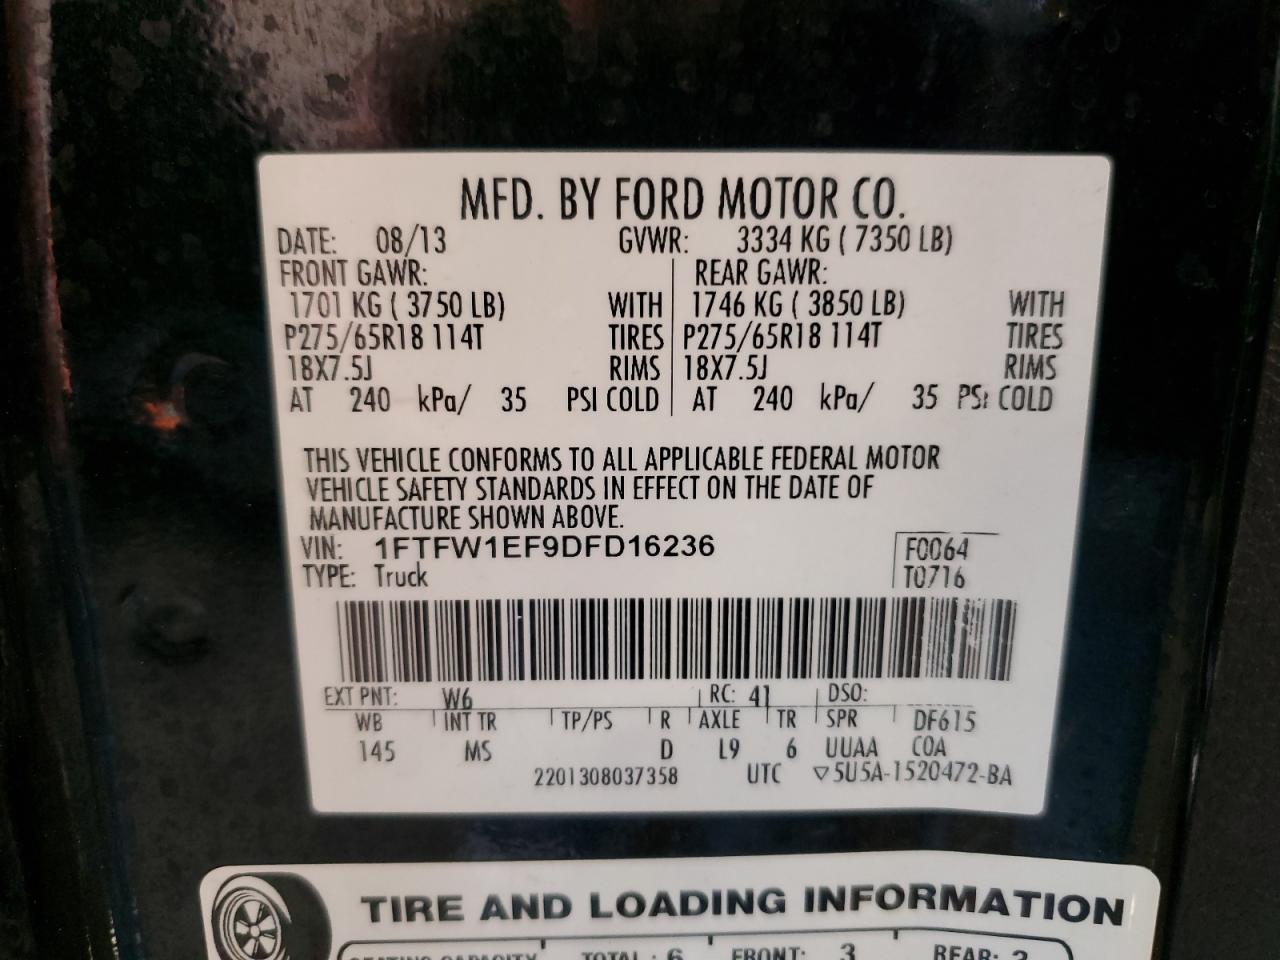 MFD. BY FORD MOTOR CO.
DATE: 08/13 GVWR: 3334 KG ( 7350 LB)
FRONT GAWR: REAR GAWR:
1701 KG ( 3750 LB) WITH 1746 KG ( 3850 LB) WITH
P275/65R18 114T TIRES P275/65R18 114T TIRES
18X7.5J RIMS 18X7.5J RIMS
AT 240 kPa/ 35 PSI COLD AT 240 kPa/ 35 PSI COLD
THIS VEHICLE CONFORMS TO ALL APPLICABLE FEDERAL MOTOR
VEHICLE SAFETY STANDARDS IN EFFECT ON THE DATE OF
MANUFACTURE SHOWN ABOVE.
VIN: 1FTFW1EF9DFD16236 F0064
TYPE: Truck T0716
EXT PNT: W6 RC: 41 DSO:
WB INT TR TP/PS R AXLE TR SPR DF615
145 MS D L9 6 UUAA COA
2201308037358 UTC ▽5U5A-1520472-BA
TIRE AND LOADING INFORMATION
SEATING CAPACITY TOTAL : 6 FRONT: 3 REAR: